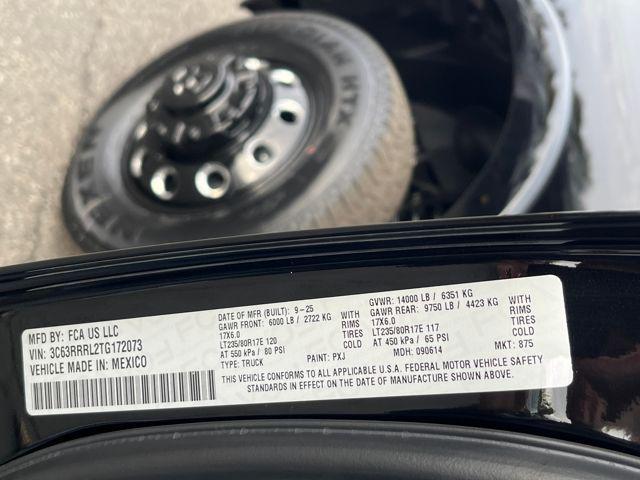 MFD BY: FCA US LLC
VIN: 3C63RRRL2TG172073
VEHICLE MADE IN: MEXICO
DATE OF MFR (BUILT): 9-25
GAWR FRONT: 6000 LB / 2722 KG WITH
17X6.0 RIMS
LT235/80R17E 120 TIRES
AT 550 kPa/ 80 PSI
TYPE: TRUCK PAINT: PXJ
GVWR: 14000 LB / 6351 KG
GAWR REAR: 9750 LB / 4423 KG WITH
17X6.0 RIMS
LT235/80R17E 117 TIRES
AT 450 kPa/ 65 PSI
MDH: 090614 MKT: 875
THIS VEHICLE CONFORMS TO ALL APPLICABLE U.S.A. FEDERAL MOTOR VEHICLE SAFETY
STANDARDS IN EFFECT ON THE DATE OF MANUFACTURE SHOWN ABOVE.
HTX